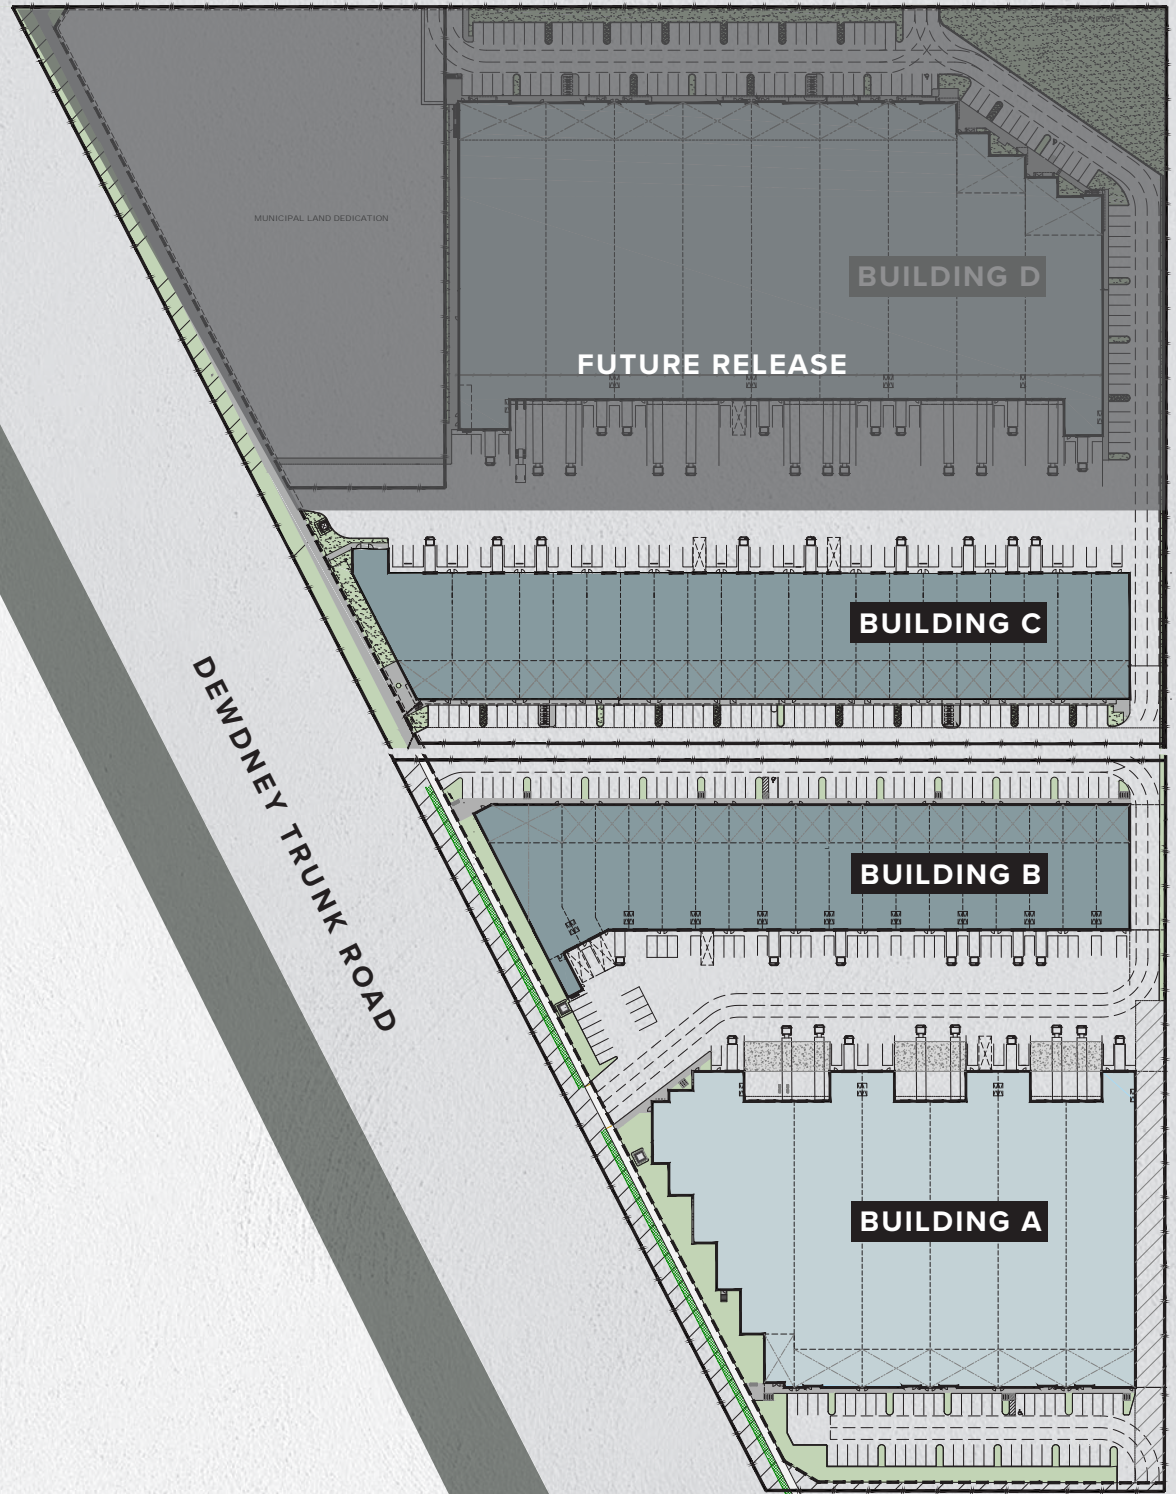 MUNICIPAL LAND DEDICATION
BUILDING D
FUTURE RELEASE
BUILDING C
DEWDNEY TRUNK ROAD
BUILDING B
BUILDING A